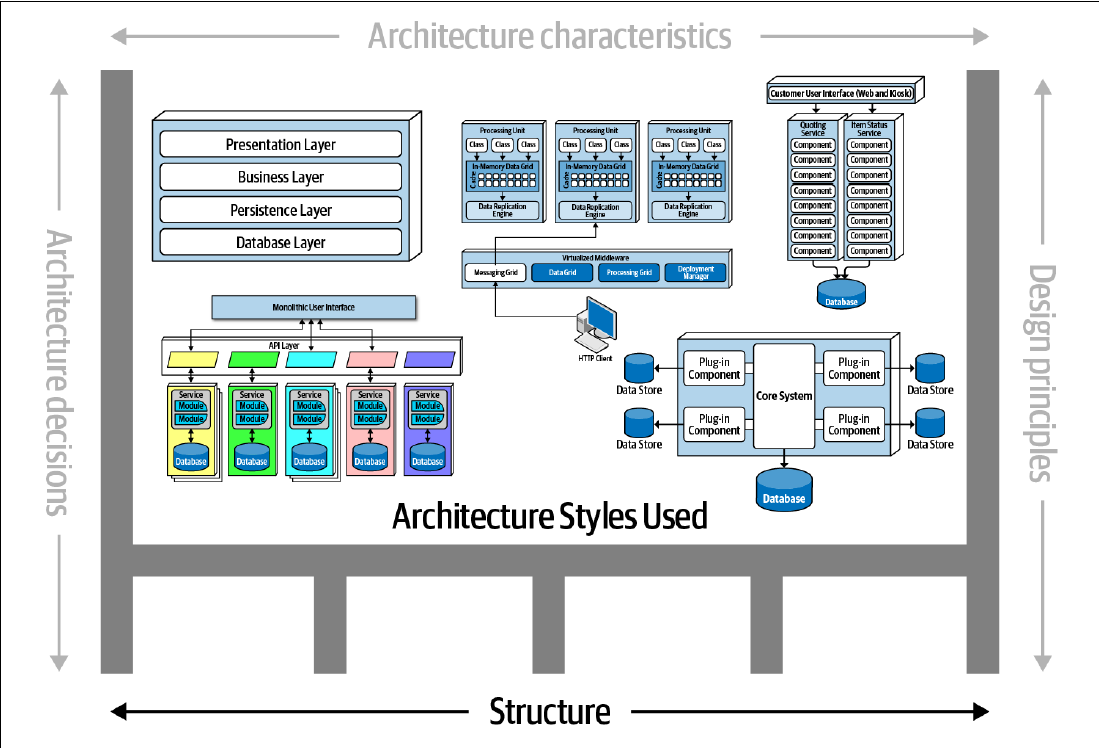 Architecture characteristics
Architecture decisions
Design principles
Presentation Layer
Business Layer
Persistence Layer
Database Layer
Processing Unit
Class
Class
Class
In-Memory Data Grid
Cache
Data Replication
Engine
Processing Unit
Class
Class
Class
In-Memory Data Grid
Cache
Data Replication
Engine
Processing Unit
Class
Class
Class
In-Memory Data Grid
Cache
Data Replication
Engine
Virtualized Middleware
Messaging Grid
Data Grid
Processing Grid
Deployment
Manager
HTTP Client
Customer User Interface (Web and Kiosk)
Quoting
Service
Component
Component
Component
Component
Component
Component
Component
Component
Item Status
Service
Component
Component
Component
Component
Component
Component
Component
Component
Database
Monolithic User Interface
API Layer
Service
Module
Module
Database
Service
Module
Module
Database
Service
Module
Module
Database
Service
Module
Module
Database
Service
Module
Module
Database
Data Store
Data Store
Plug-in
Component
Plug-in
Component
Core System
Plug-in
Component
Plug-in
Component
Data Store
Data Store
Database
Architecture Styles Used
Structure